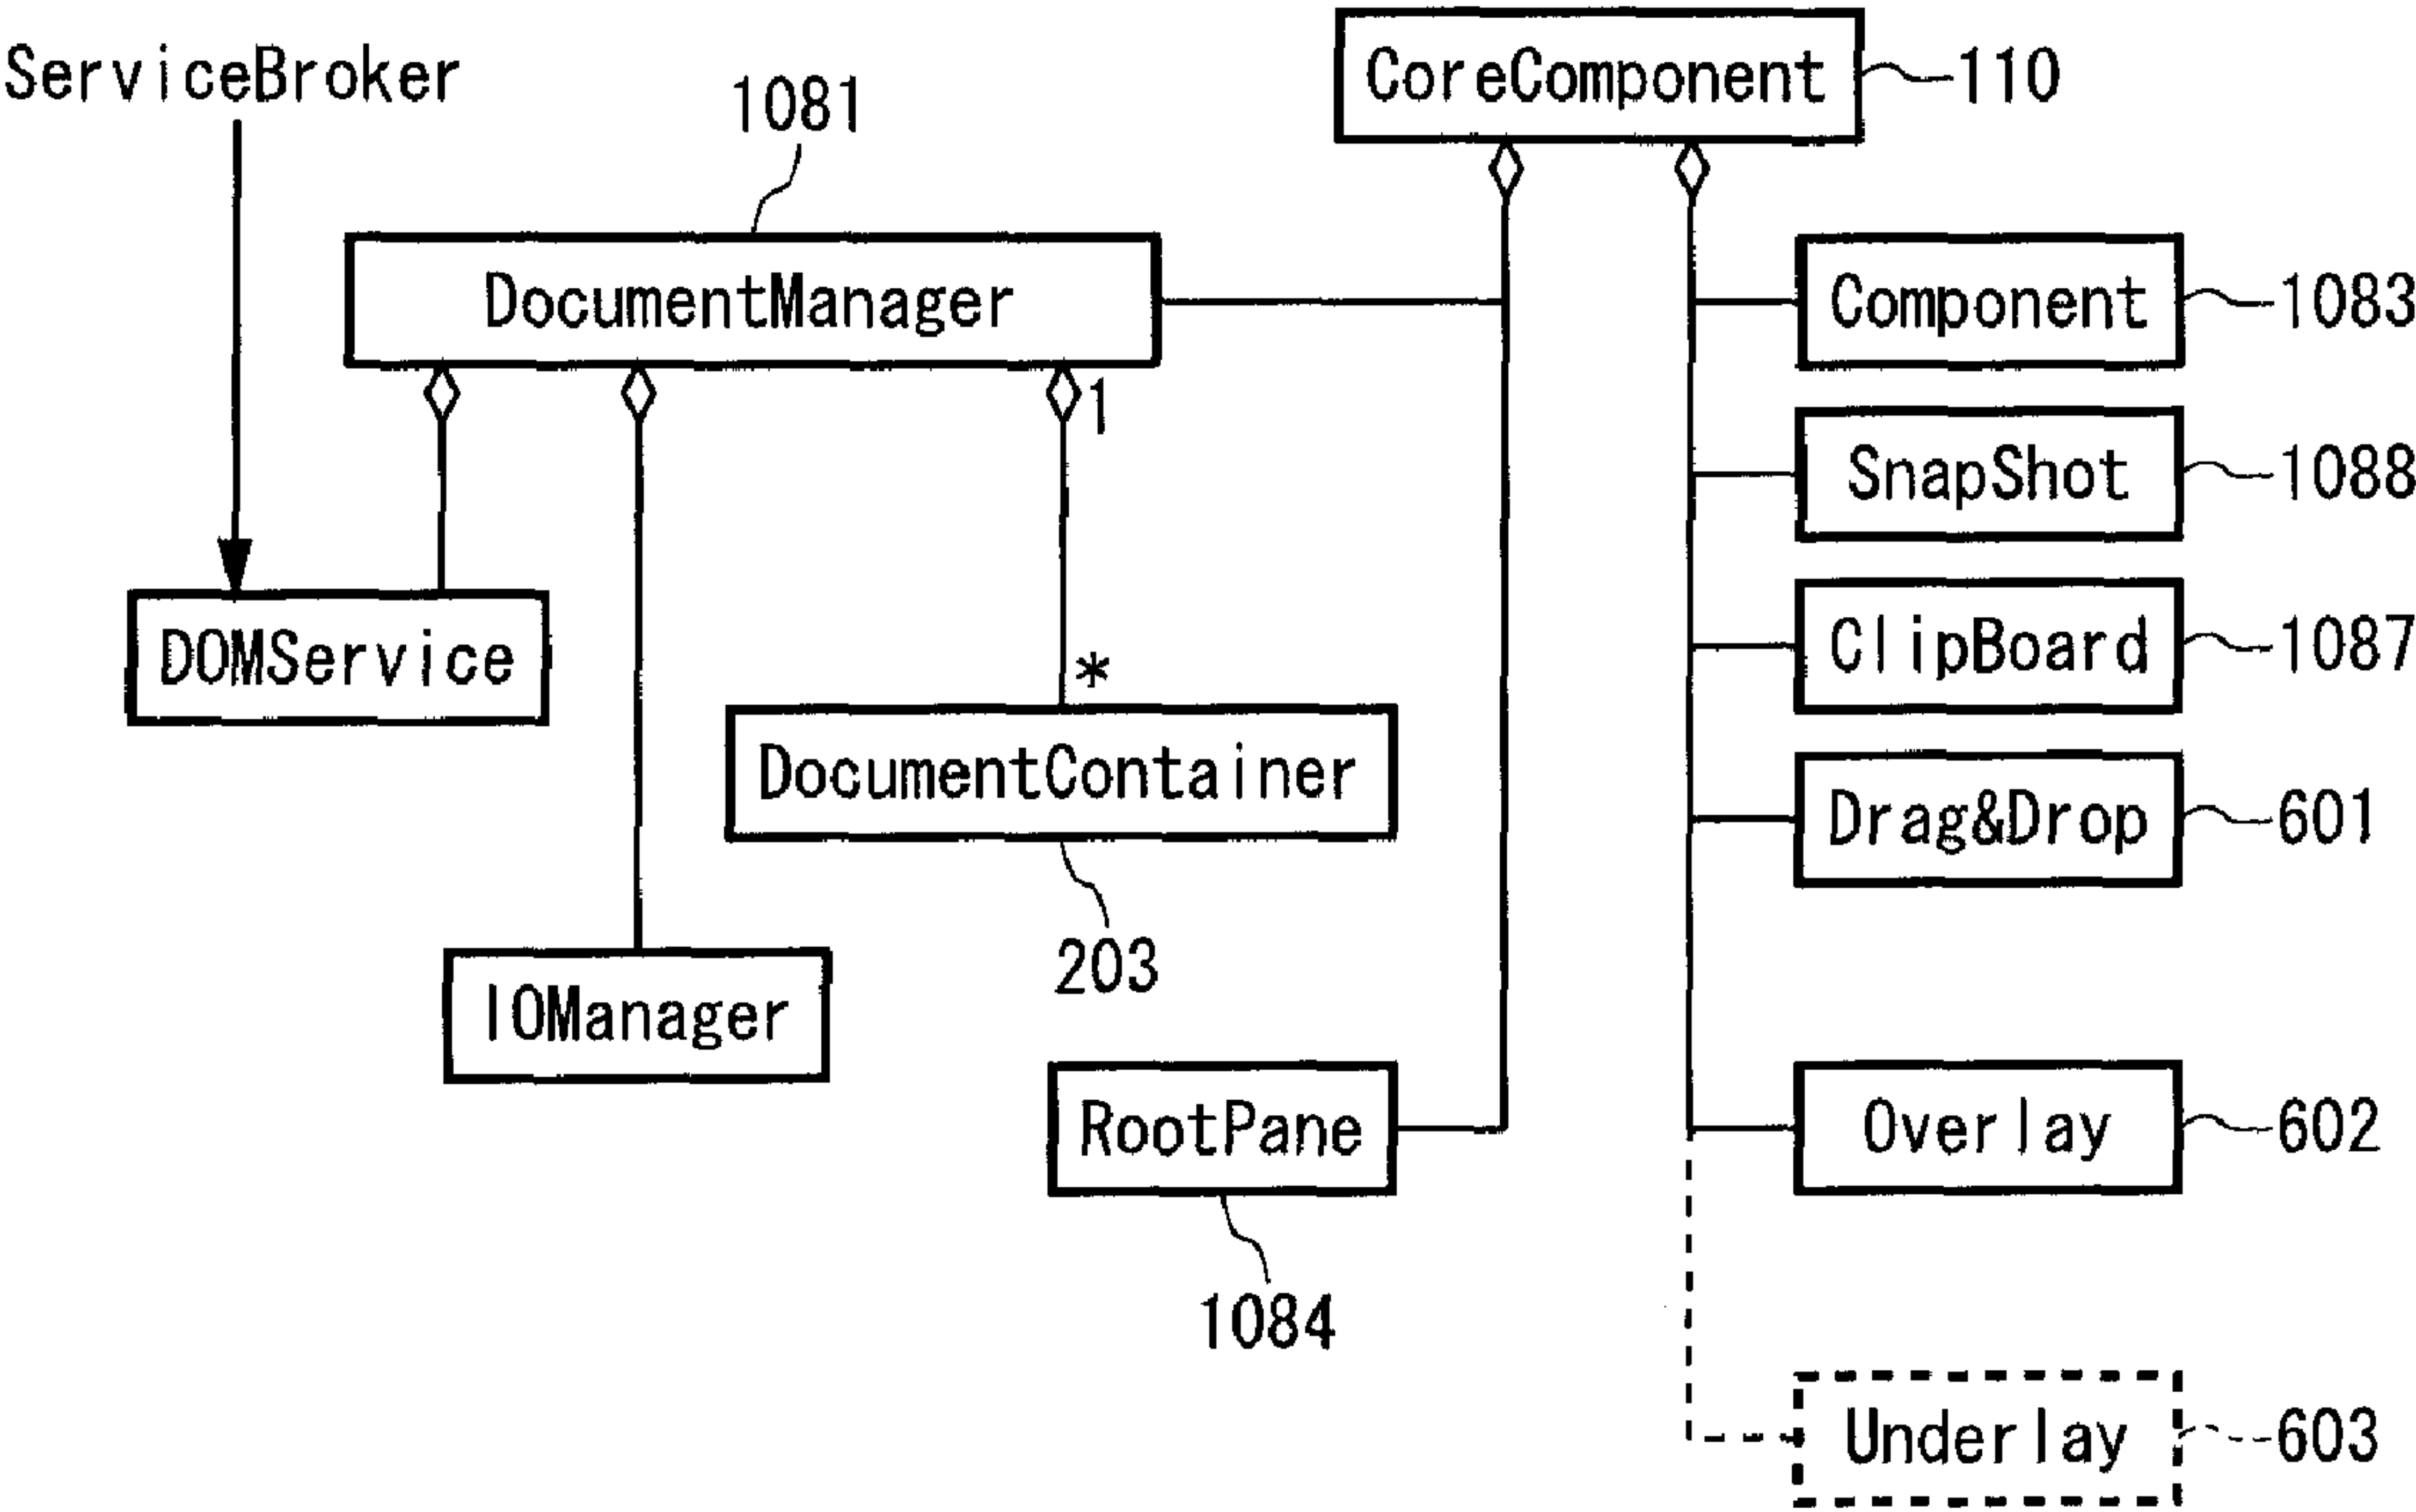 ServiceBroker
CoreComponent
110
1081
DocumentManager
Component
1083
1
SnapShot
1088
DOMService
ClipBoard
1087
*
DocumentContainer
Drag&Drop
601
203
IOManager
RootPane
Overlay
602
1084
Underlay
603